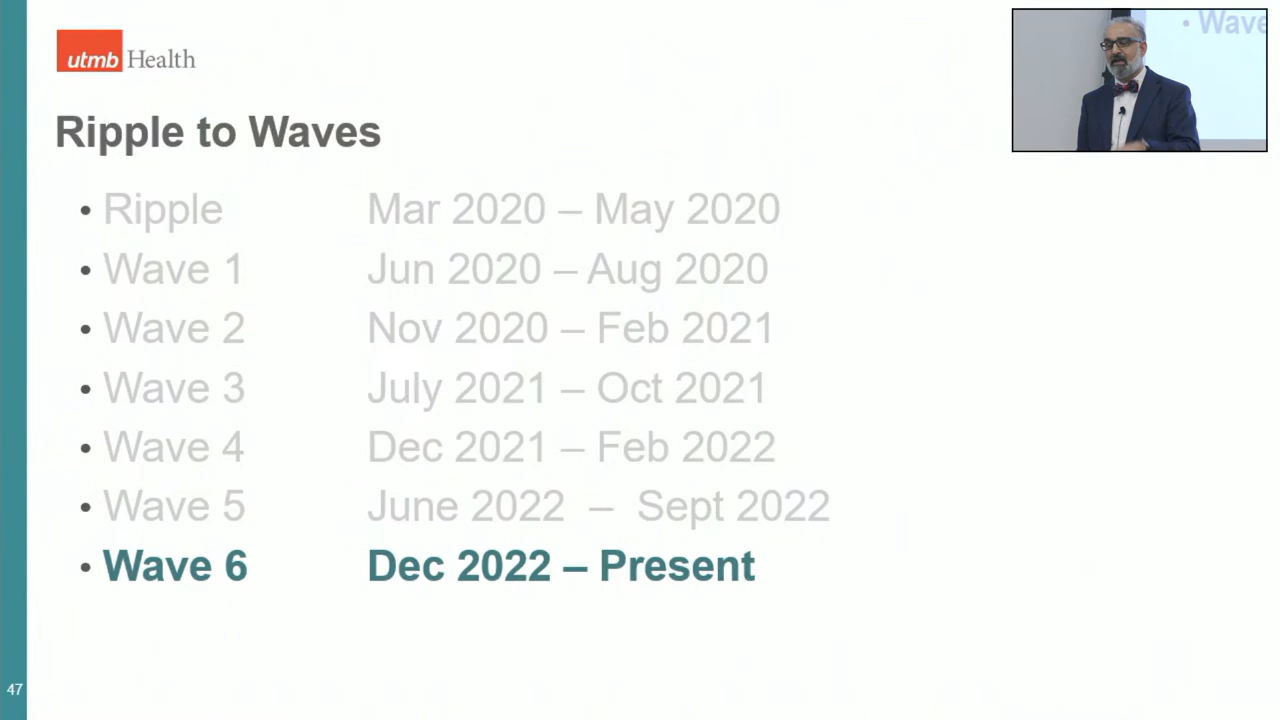 utmb Health
• Wave
Ripple to Waves
• Ripple Mar 2020 – May 2020
• Wave 1 Jun 2020 – Aug 2020
• Wave 2 Nov 2020 – Feb 2021
• Wave 3 July 2021 – Oct 2021
• Wave 4 Dec 2021 – Feb 2022
• Wave 5 June 2022 – Sept 2022
• Wave 6 Dec 2022 – Present
47